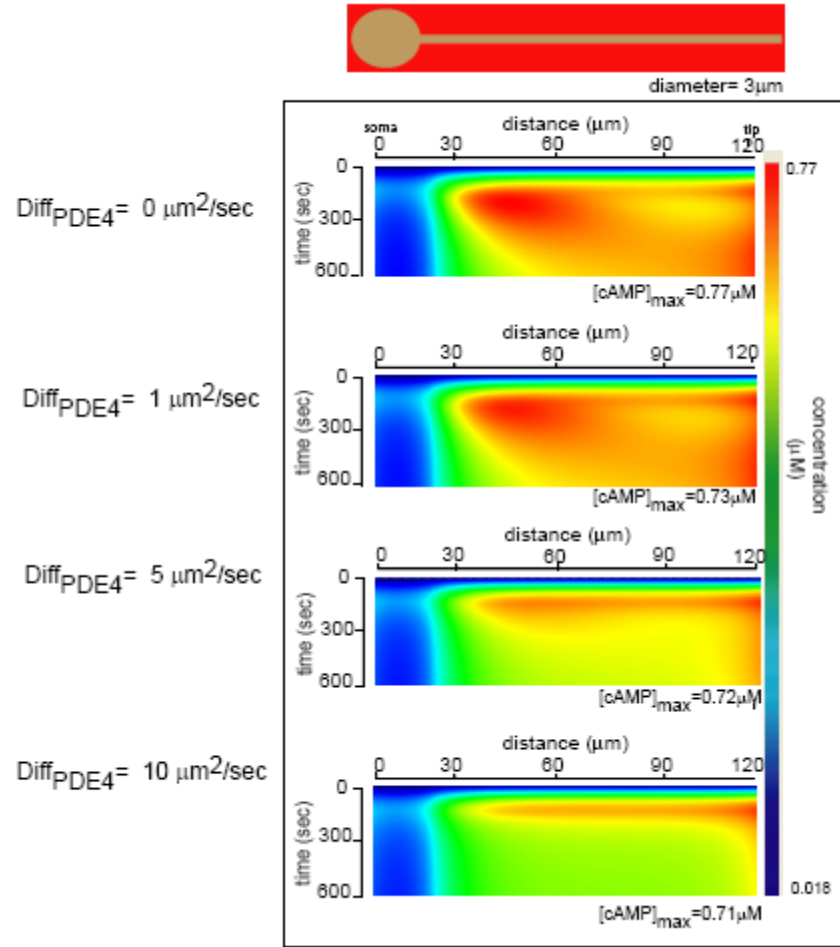 diameter= 3μm
soma distance (μm) tip
0 30 60 90 120
0
300
600
time (sec)
Diff_PDE4= 0 μm²/sec
[cAMP]max=0.77μM
distance (μm)
0 30 60 90 120
0
300
600
time (sec)
Diff_PDE4= 1 μm²/sec
[cAMP]max=0.73μM
distance (μm)
0 30 60 90 120
0
300
600
time (sec)
Diff_PDE4= 5 μm²/sec
[cAMP]max=0.72μM
distance (μm)
0 30 60 90 120
0
300
600
time (sec)
Diff_PDE4= 10 μm²/sec
[cAMP]max=0.71μM
0.77
concentration
(μM)
0.018